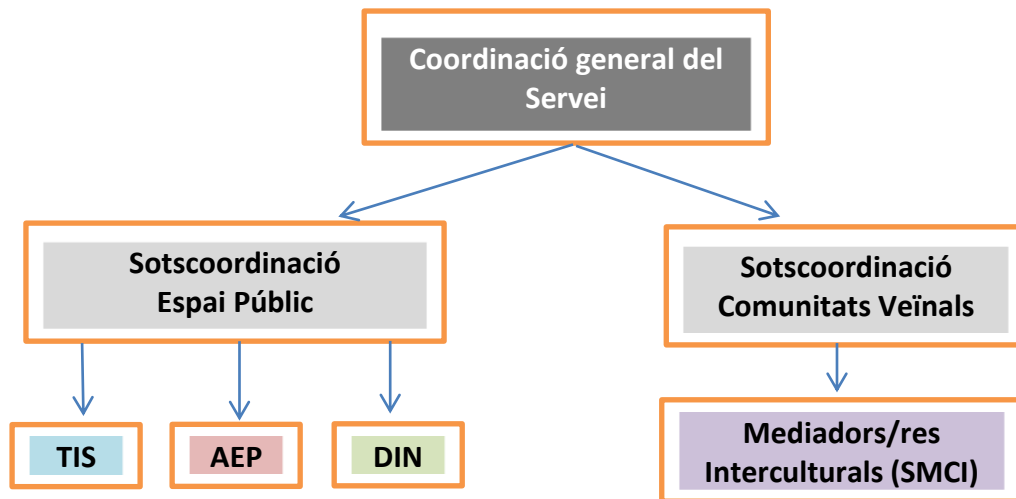 Coordinació general del
Servei
Sotscoordinació
Espai Públic
Sotscoordinació
Comunitats Veïnals
TIS
AEP
DIN
Mediadors/res
Interculturals (SMCI)